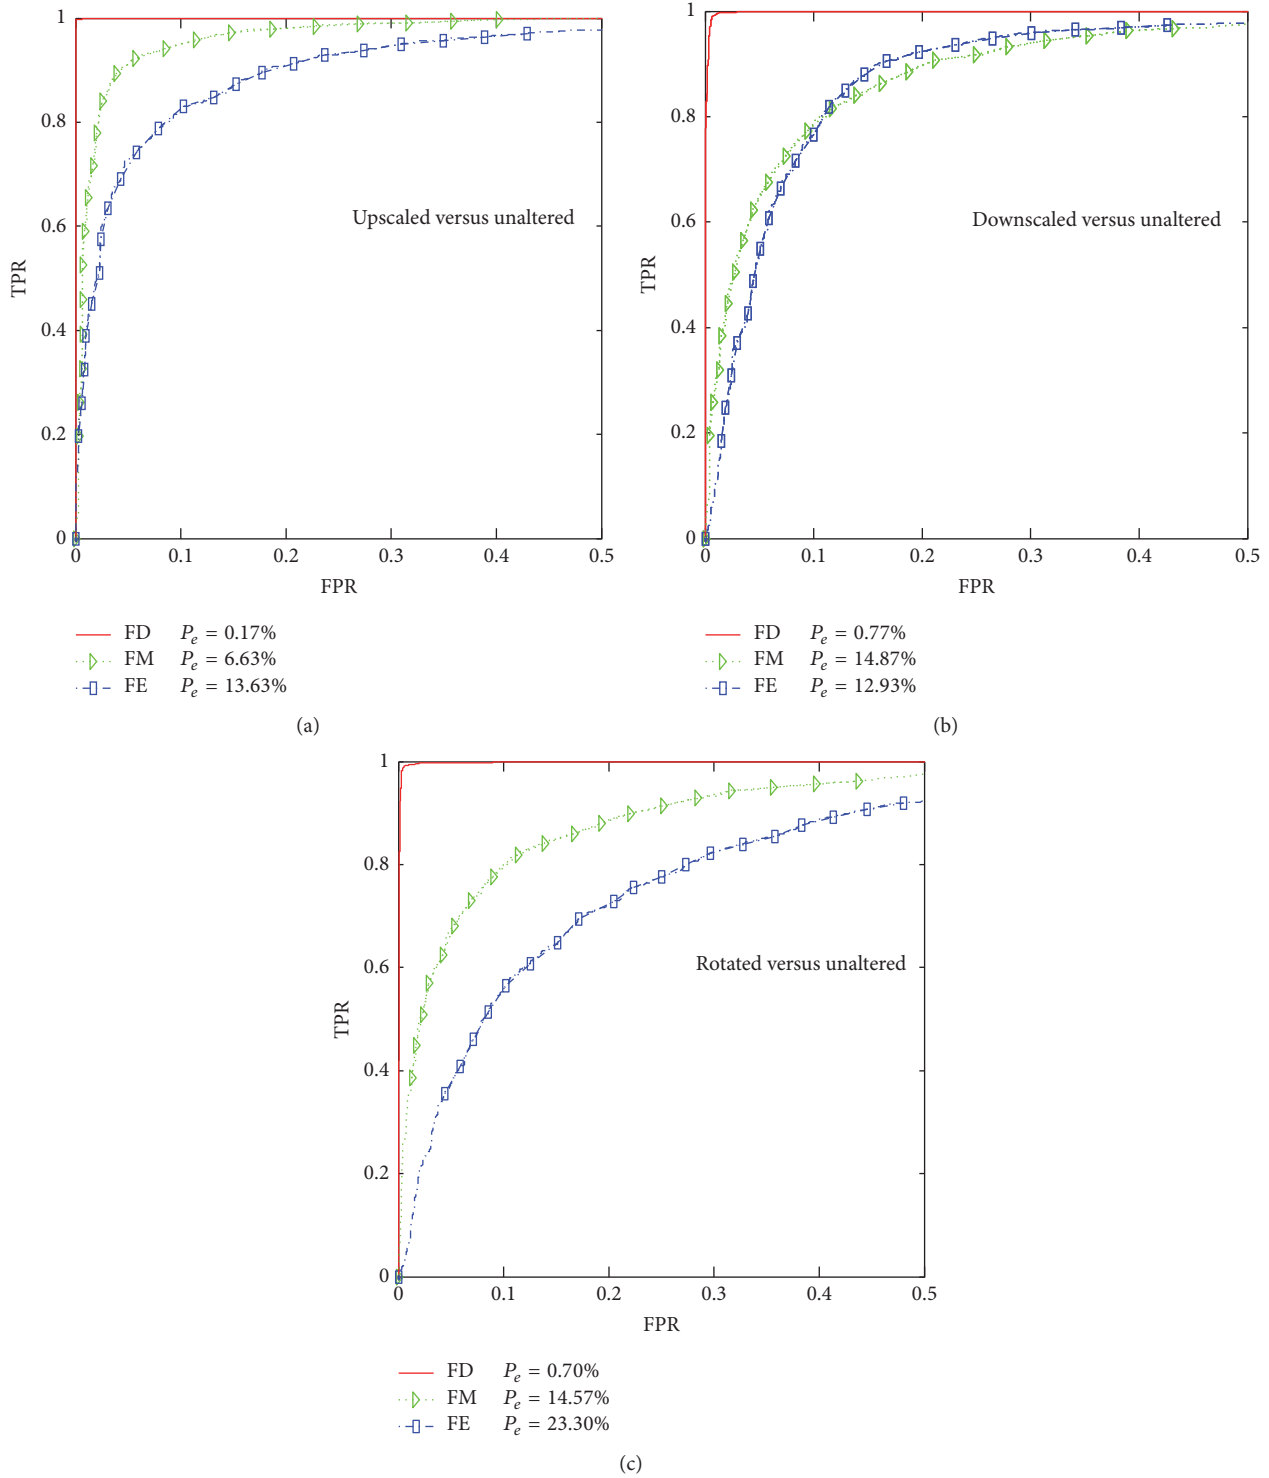 1
0.8
0.6
0.4
0.2
0
TPR
0 0.1 0.2 0.3 0.4 0.5
FPR
Upscaled versus unaltered
FD P_e = 0.17%
FM P_e = 6.63%
FE P_e = 13.63%
(a)
1
0.8
0.6
0.4
0.2
0
TPR
0 0.1 0.2 0.3 0.4 0.5
FPR
Downscaled versus unaltered
FD P_e = 0.77%
FM P_e = 14.87%
FE P_e = 12.93%
(b)
1
0.8
0.6
0.4
0.2
0
TPR
0 0.1 0.2 0.3 0.4 0.5
FPR
Rotated versus unaltered
FD P_e = 0.70%
FM P_e = 14.57%
FE P_e = 23.30%
(c)